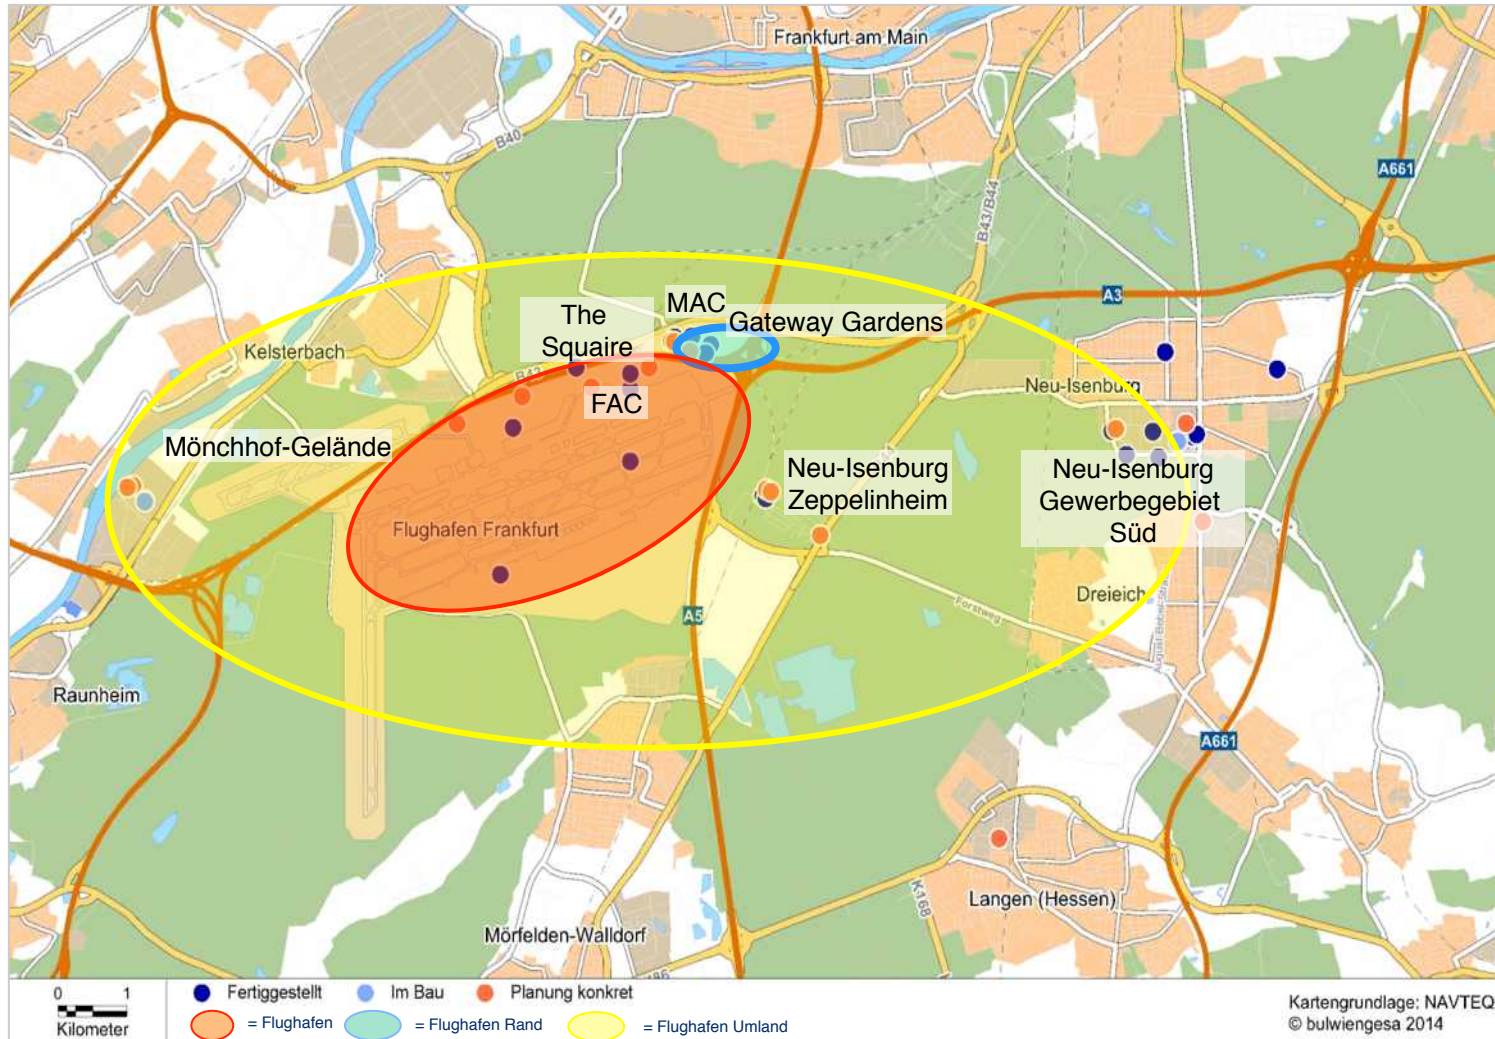 Frankfurt am Main
B40
A661
B43/B44
A3
MAC
The
Squaire
Gateway Gardens
Kelsterbach
B43
FAC
Neu-Isenburg
Mönchhof-Gelände
Neu-Isenburg
Zeppelinheim
Neu-Isenburg
Gewerbegebiet
Süd
Flughafen Frankfurt
Dreieich
Forstweg
A5
Raunheim
A661
K168
Langen (Hessen)
Mörfelden-Walldorf
0 1
Kilometer
Fertiggestellt
Im Bau
Planung konkret
= Flughafen
= Flughafen Rand
= Flughafen Umland
Kartengrundlage: NAVTEQ
© bulwiengesa 2014